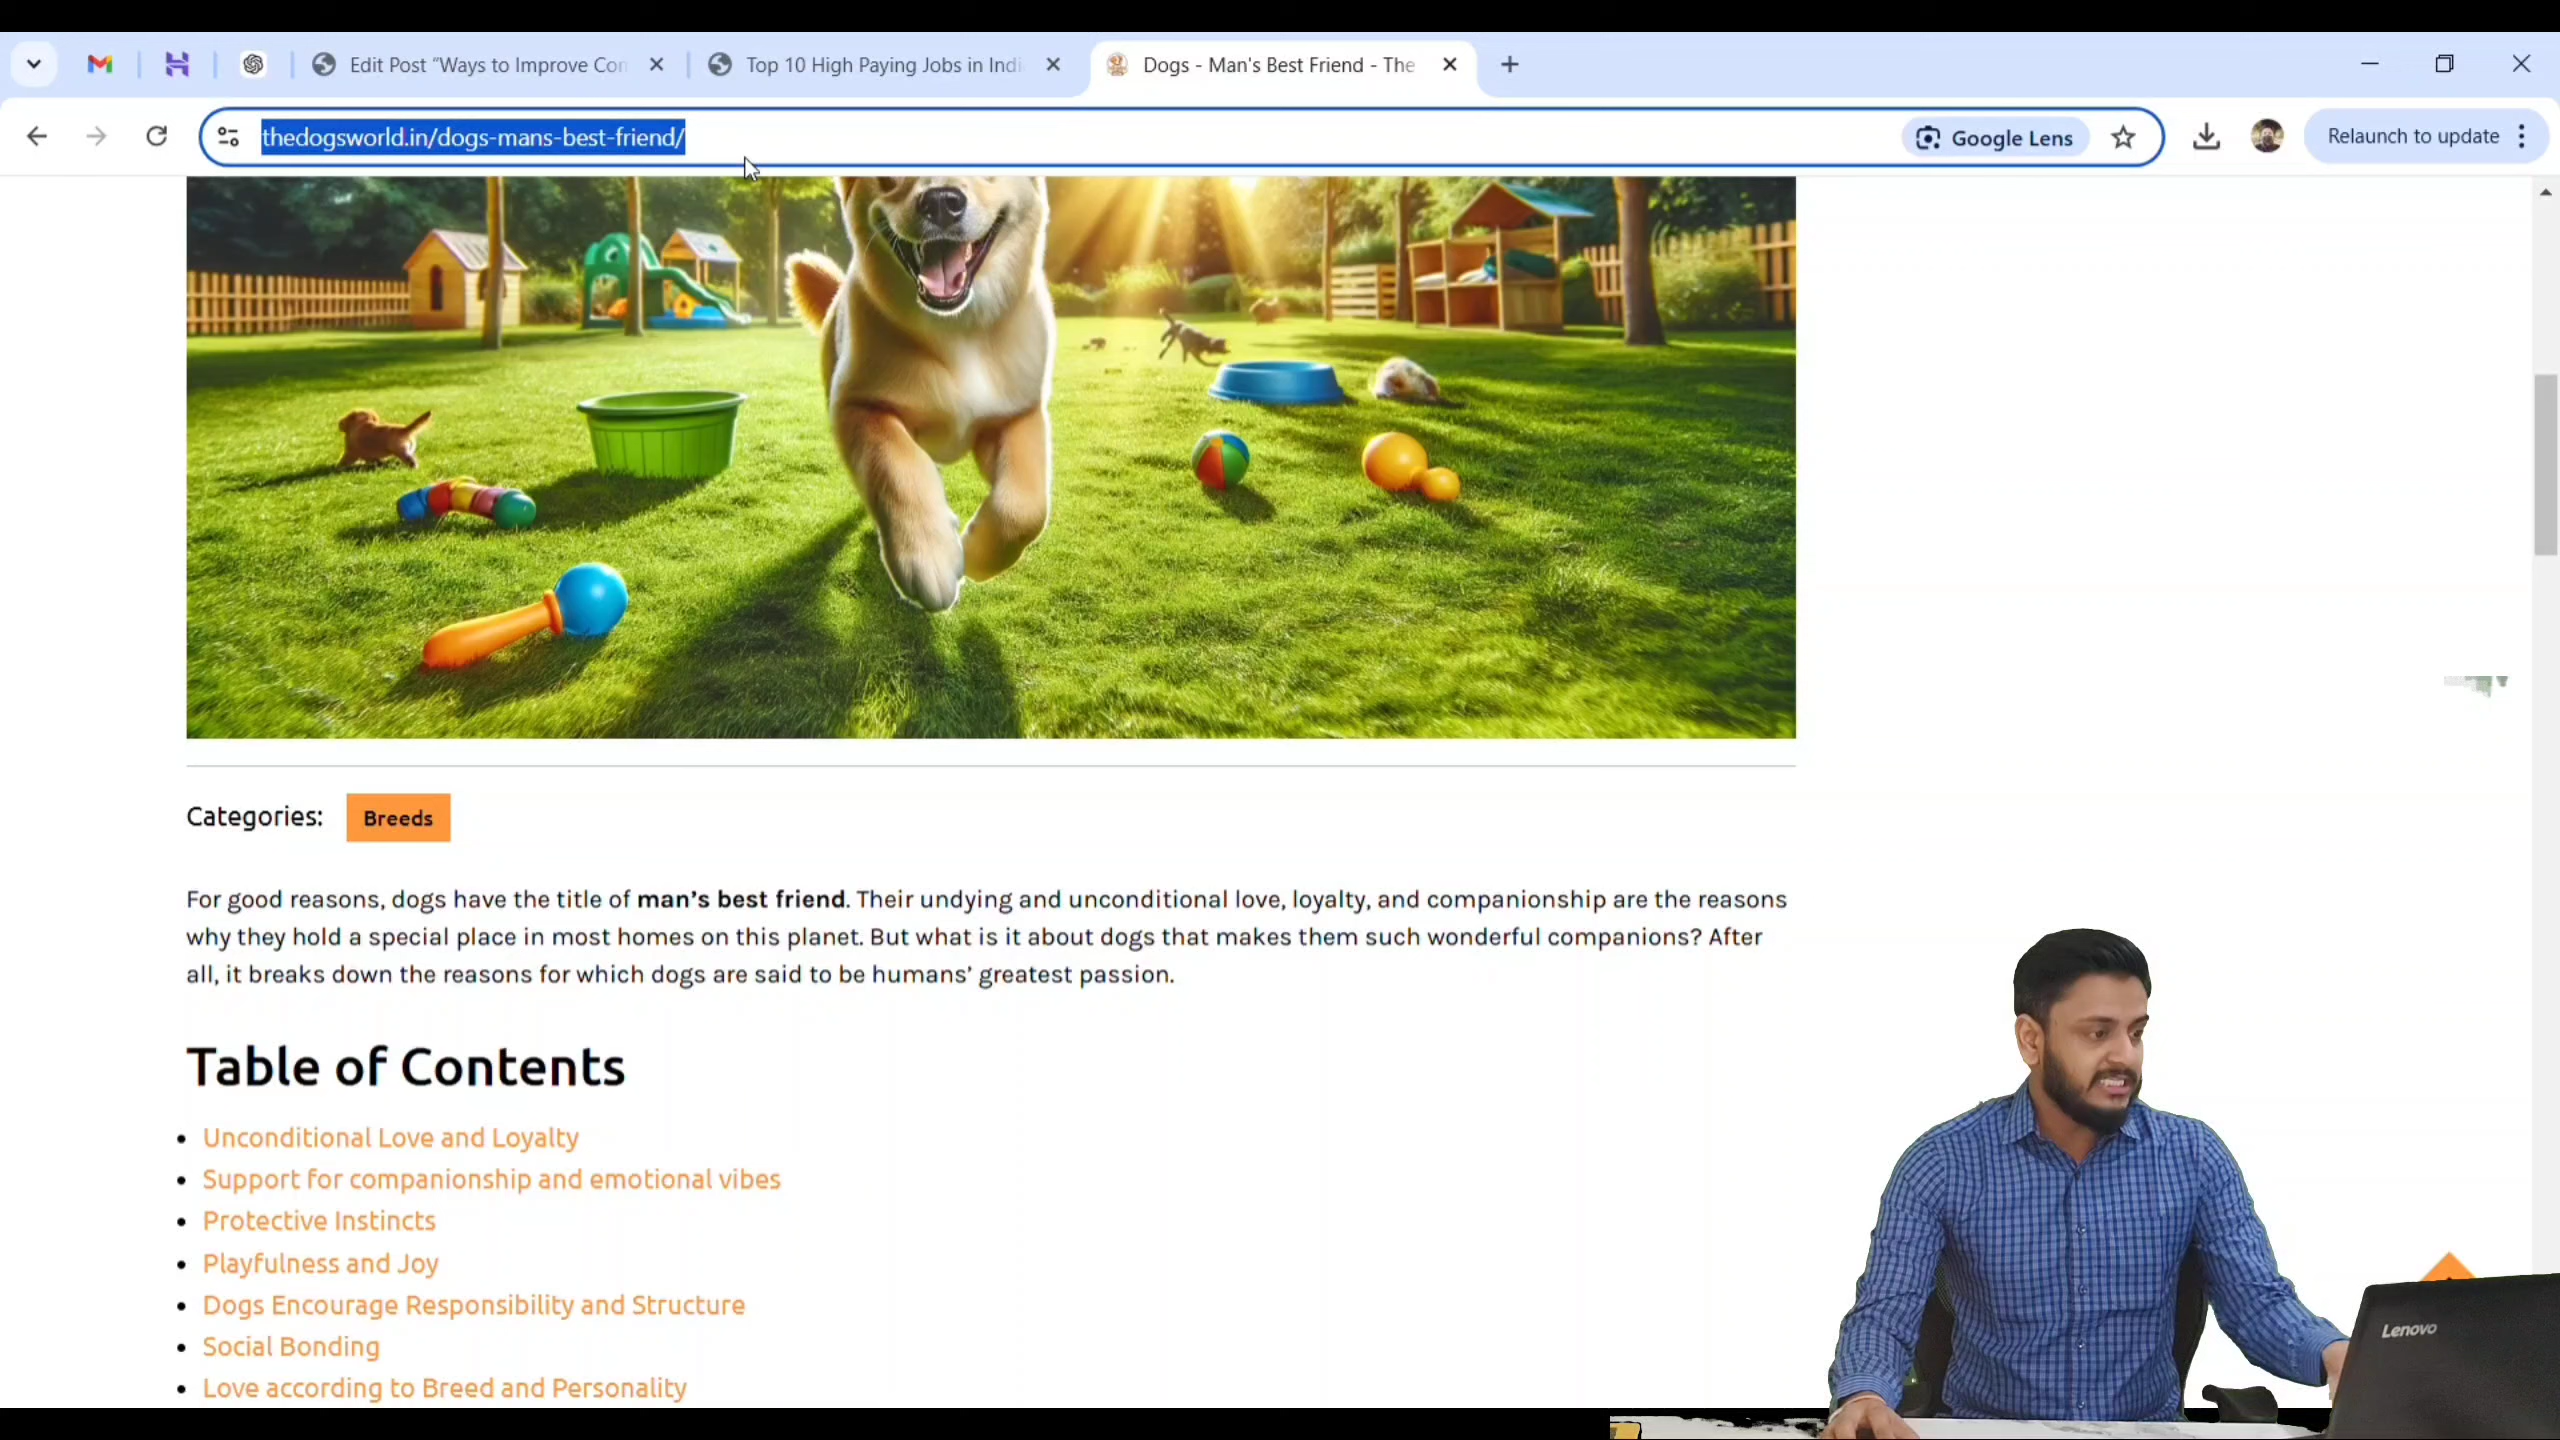 Edit Post “Ways to Improve Con
Top 10 High Paying Jobs in Indi
Dogs - Man's Best Friend - The
thedogsworld.in/dogs-mans-best-friend/
Google Lens
Relaunch to update
Categories:
Breeds
For good reasons, dogs have the title of man’s best friend. Their undying and unconditional love, loyalty, and companionship are the reasons
why they hold a special place in most homes on this planet. But what is it about dogs that makes them such wonderful companions? After
all, it breaks down the reasons for which dogs are said to be humans’ greatest passion.
Table of Contents
Unconditional Love and Loyalty
Support for companionship and emotional vibes
Protective Instincts
Playfulness and Joy
Dogs Encourage Responsibility and Structure
Social Bonding
Love according to Breed and Personality
Lenovo